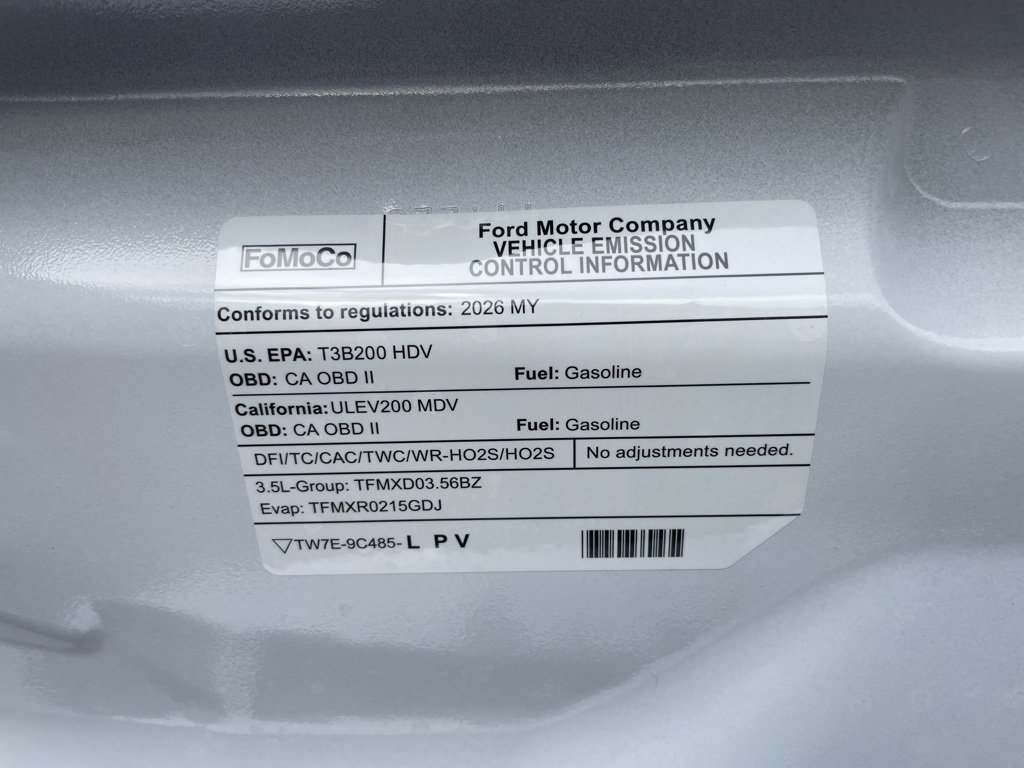 FoMoCo
Ford Motor Company
VEHICLE EMISSION
CONTROL INFORMATION
Conforms to regulations: 2026 MY
U.S. EPA: T3B200 HDV
OBD: CA OBD II Fuel: Gasoline
California: ULEV200 MDV
OBD: CA OBD II Fuel: Gasoline
DFI/TC/CAC/TWC/WR-HO2S/HO2S No adjustments needed.
3.5L-Group: TFMXD03.56BZ
Evap: TFMXR0215GDJ
TW7E-9C485- L P V